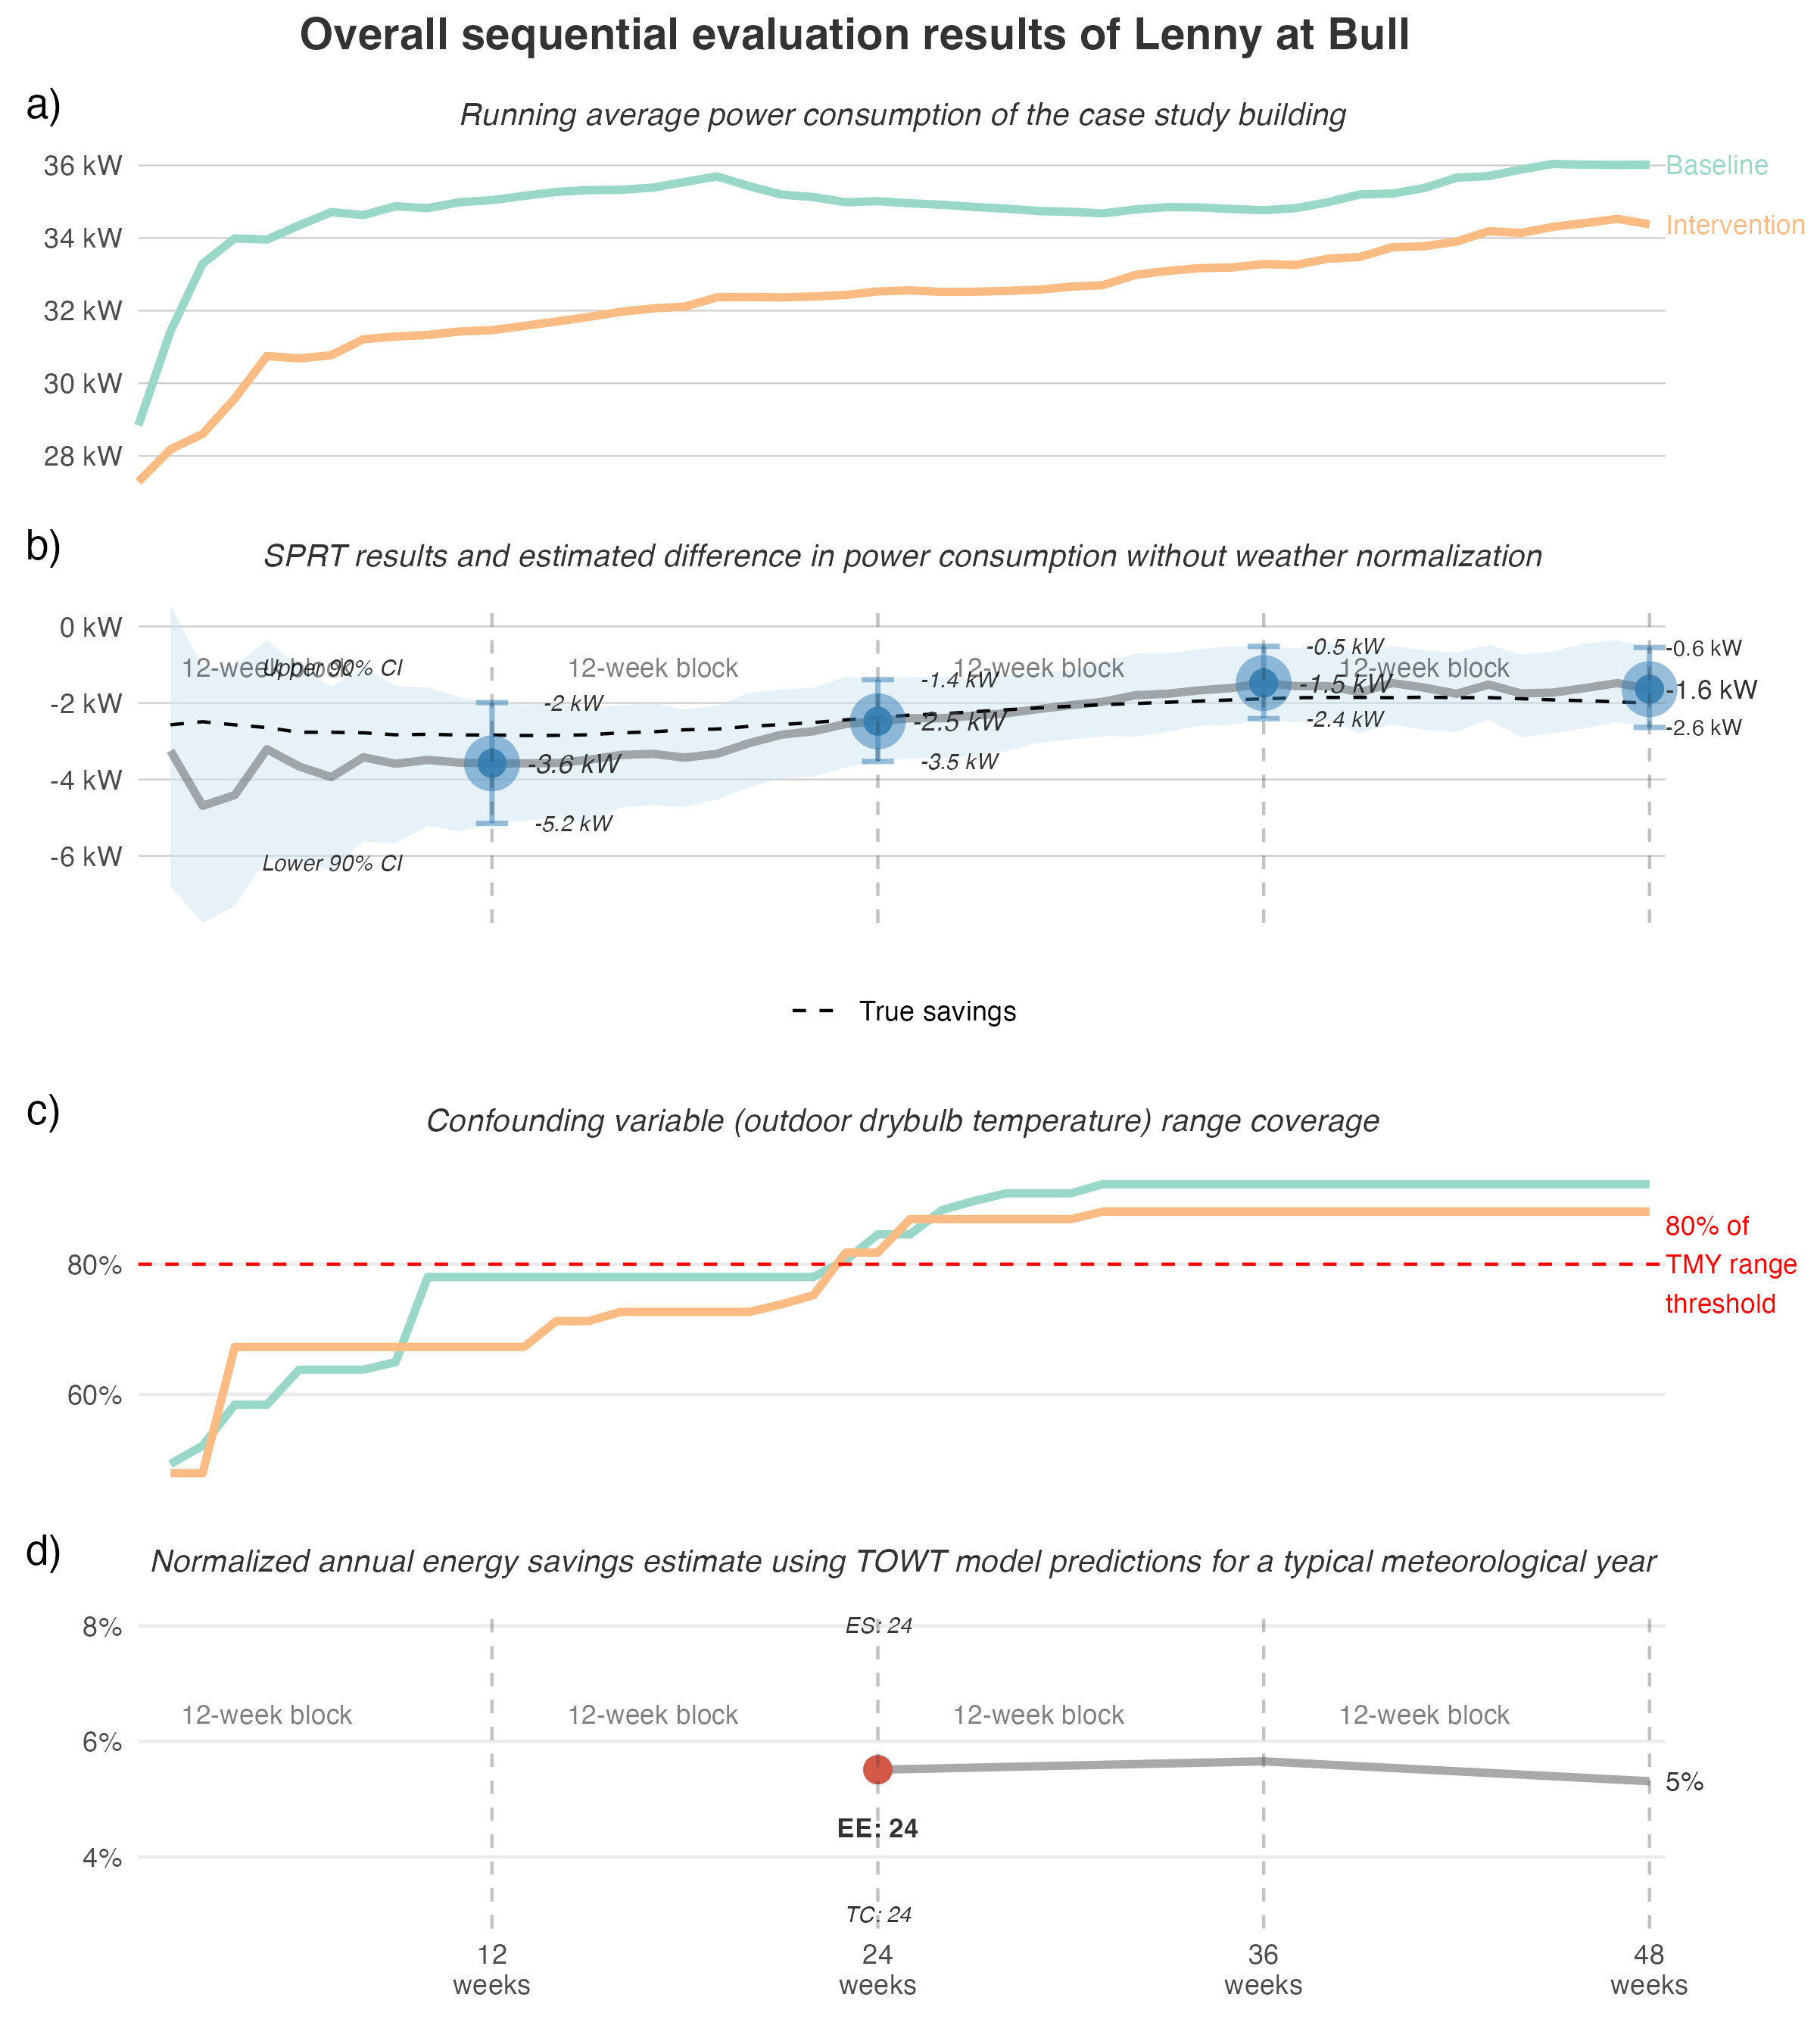 Overall sequential evaluation results of Lenny at Bull
a)
Running average power consumption of the case study building
36 kW
34 kW
32 kW
30 kW
28 kW
Baseline
Intervention
b)
SPRT results and estimated difference in power consumption without weather normalization
0 kW
-2 kW
-4 kW
-6 kW
12-week block
12-week block
12-week block
12-week block
Upper 90% CI
Lower 90% CI
-2 kW
-3.6 kW
-5.2 kW
-1.4 kW
-2.5 kW
-3.5 kW
-0.5 kW
-1.5 kW
-2.4 kW
-0.6 kW
-1.6 kW
-2.6 kW
True savings
c)
Confounding variable (outdoor drybulb temperature) range coverage
80%
60%
80% of
TMY range
threshold
d)
Normalized annual energy savings estimate using TOWT model predictions for a typical meteorological year
8%
6%
4%
ES: 24
12-week block
12-week block
12-week block
12-week block
5%
EE: 24
TC: 24
12
weeks
24
weeks
36
weeks
48
weeks